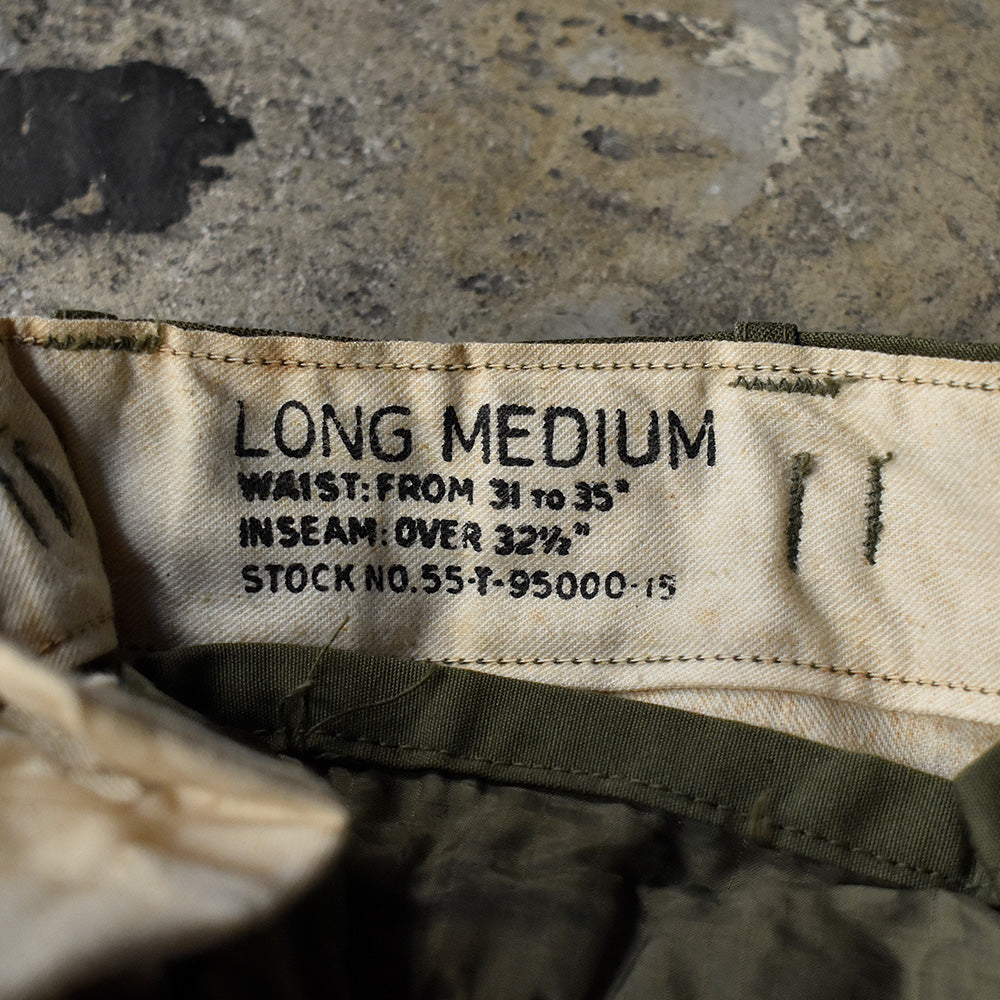 LONG MEDIUM
WAIST: FROM 31 TO 35"
INSEAM: OVER 32½"
STOCK NO. 55-T-95000-15